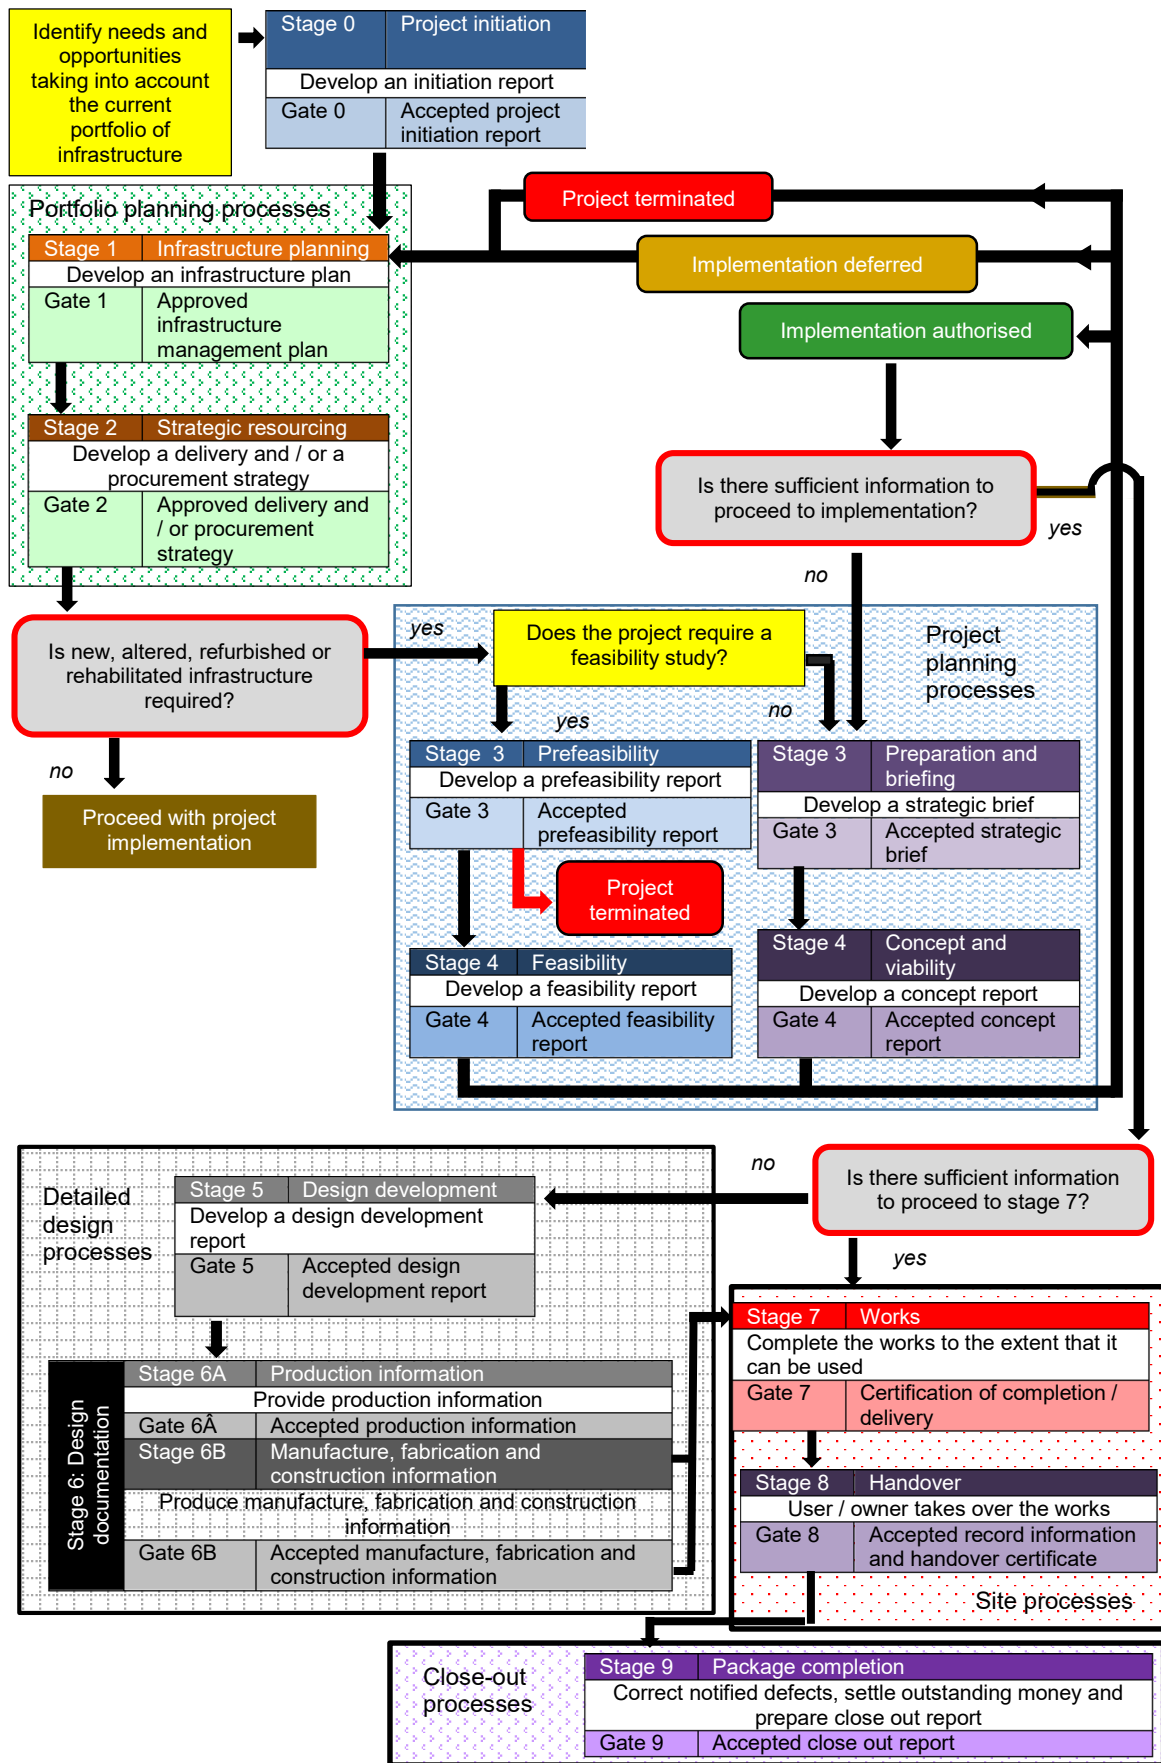 Identify needs and
opportunities
taking into account
the current
portfolio of
infrastructure
Stage 0 Project initiation
Develop an initiation report
Gate 0 Accepted project
initiation report
Project terminated
Implementation deferred
Implementation authorised
Portfolio planning processes
Stage 1 Infrastructure planning
Develop an infrastructure plan
Gate 1 Approved
infrastructure
management plan
Stage 2 Strategic resourcing
Develop a delivery and / or a
procurement strategy
Gate 2 Approved delivery and
/ or procurement
strategy
Is there sufficient information to
proceed to implementation?
yes
no
Is new, altered, refurbished or
rehabilitated infrastructure
required?
yes
no
Proceed with project
implementation
Does the project require a
feasibility study?
Project
planning
processes
yes
no
Stage 3 Prefeasibility
Develop a prefeasibility report
Gate 3 Accepted
prefeasibility report
Project
terminated
Stage 4 Feasibility
Develop a feasibility report
Gate 4 Accepted feasibility
report
Stage 3 Preparation and
briefing
Develop a strategic brief
Gate 3 Accepted strategic
brief
Stage 4 Concept and
viability
Develop a concept report
Gate 4 Accepted concept
report
Is there sufficient information
to proceed to stage 7?
no
yes
Detailed
design
processes
Stage 5 Design development
Develop a design development
report
Gate 5 Accepted design
development report
Stage 6: Design
documentation
Stage 6A Production information
Provide production information
Gate 6Â Accepted production information
Stage 6B Manufacture, fabrication and
construction information
Produce manufacture, fabrication and construction
information
Gate 6B Accepted manufacture, fabrication and
construction information
Stage 7 Works
Complete the works to the extent that it
can be used
Gate 7 Certification of completion /
delivery
Stage 8 Handover
User / owner takes over the works
Gate 8 Accepted record information
and handover certificate
Site processes
Close-out
processes
Stage 9 Package completion
Correct notified defects, settle outstanding money and
prepare close out report
Gate 9 Accepted close out report